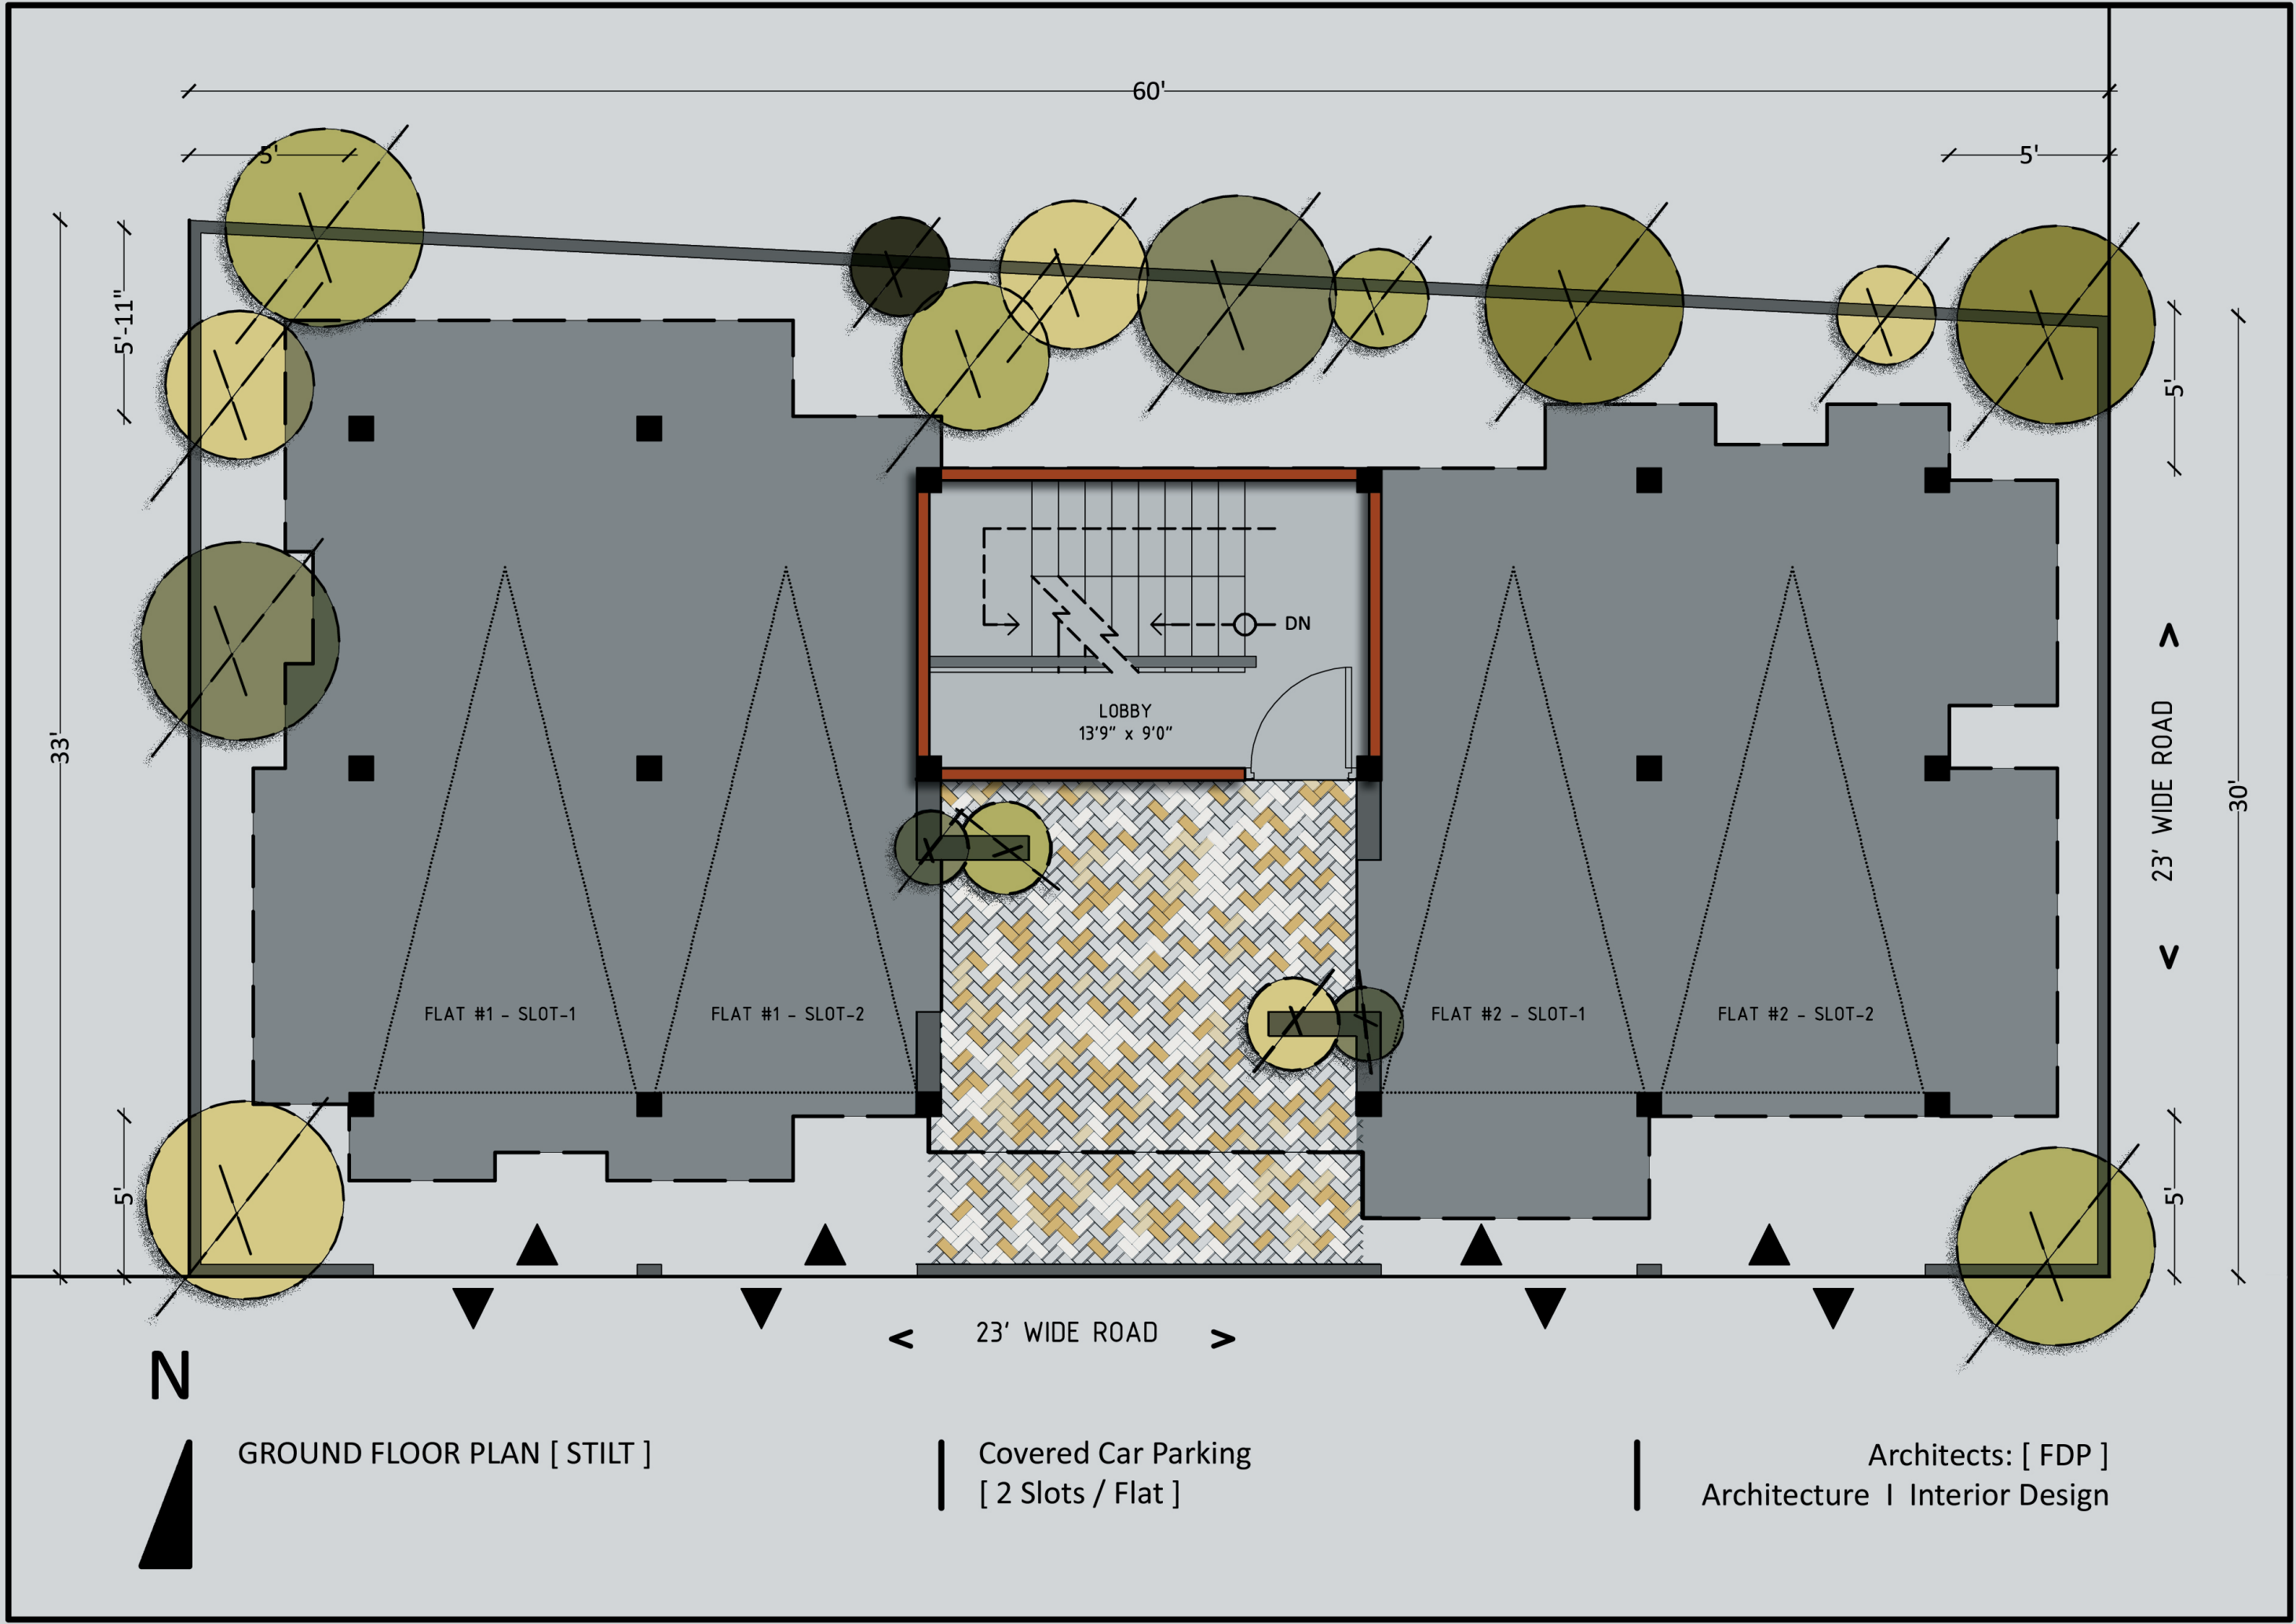 60'
5'
5'
5'-11"
33'
5'
5'
30'
5'
DN
LOBBY
13'9" x 9'0"
23' WIDE ROAD
FLAT #1 - SLOT-1
FLAT #1 - SLOT-2
FLAT #2 - SLOT-1
FLAT #2 - SLOT-2
< 23' WIDE ROAD >
N
GROUND FLOOR PLAN [ STILT ]
Covered Car Parking
[ 2 Slots / Flat ]
Architects: [ FDP ]
Architecture I Interior Design